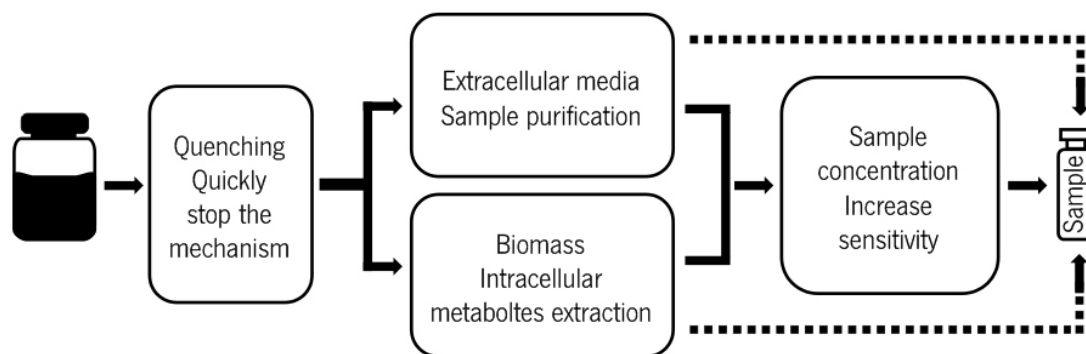 Quenching
Quickly
stop the
mechanism
Extracellular media
Sample purification
Biomass
Intracellular
metaboltes extraction
Sample
concentration
Increase
sensitivity
Sample